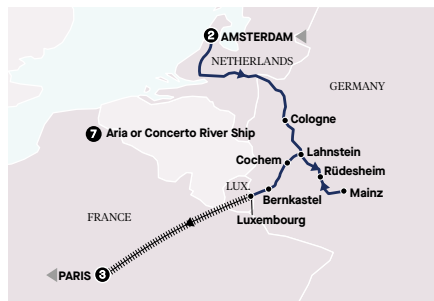 2 AMSTERDAM
NETHERLANDS
GERMANY
Cologne
7 Aria or Concerto River Ship
Lahnstein
Cochem
Rüdesheim
LUX.
Mainz
Bernkastel
Luxembourg
FRANCE
PARIS 3